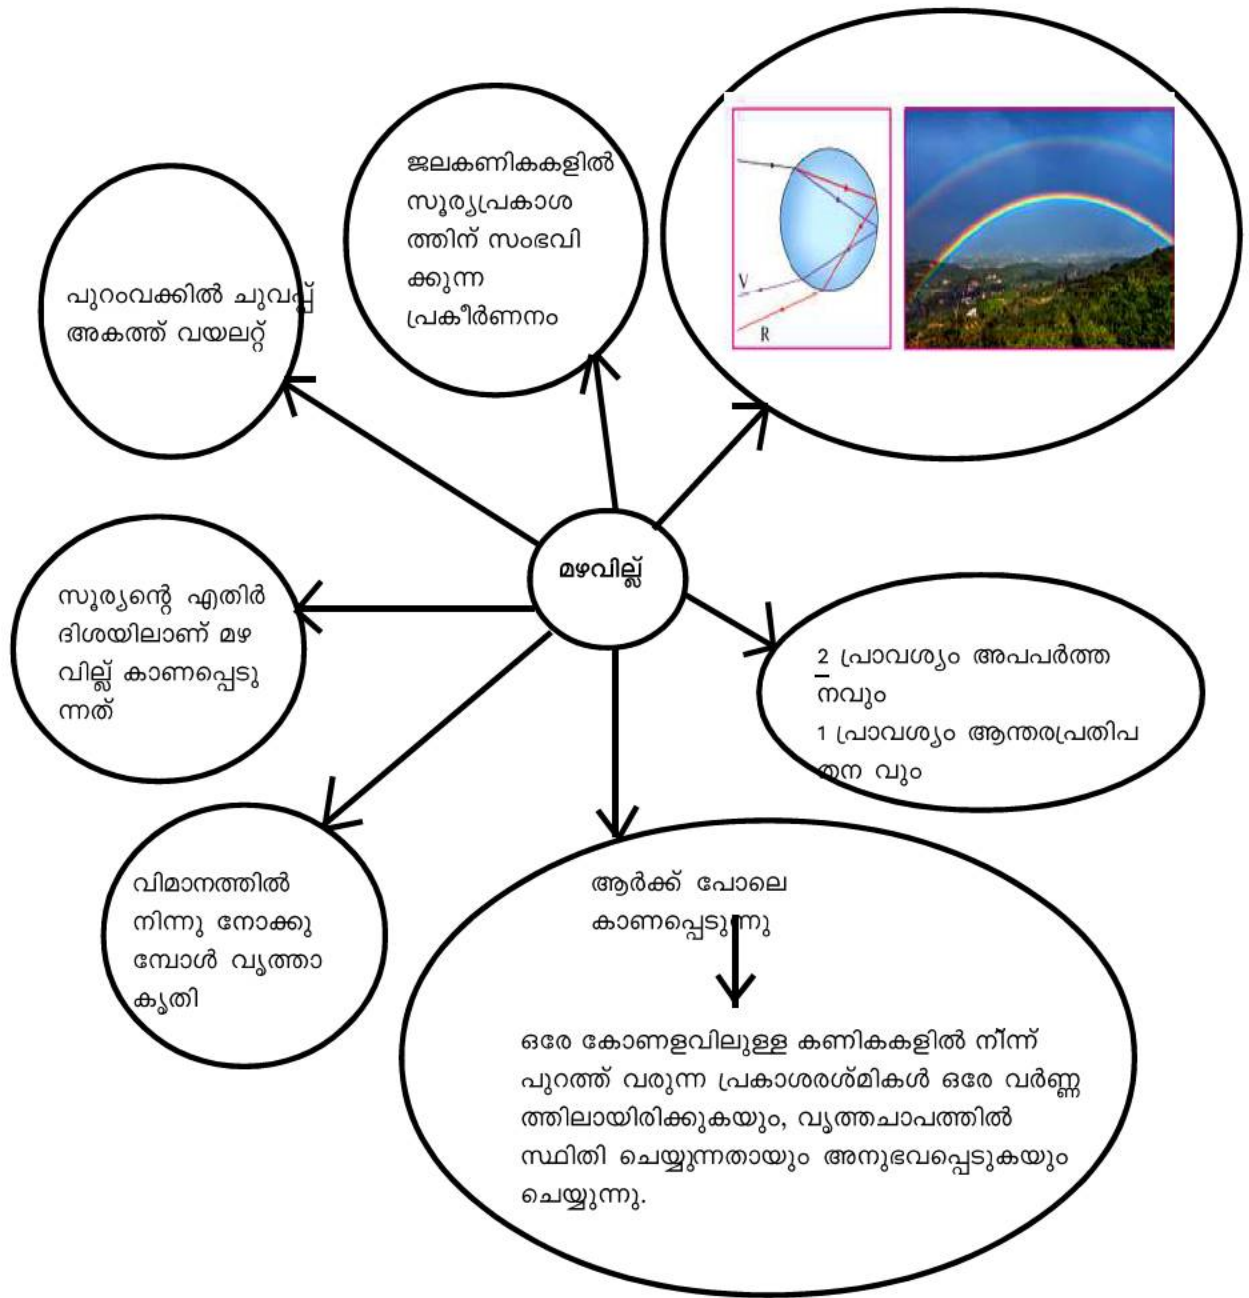 ജലകണികകളിൽ
സൂര്യപ്രകാശ
ത്തിന് സംഭവി
ക്കുന്ന
പ്രകീർണനം
V
R
പുറംവക്കിൽ ചുവപ്പ്
അകത്ത് വയലറ്റ്
മഴവില്ല്
സൂര്യന്റെ എതിർ
ദിശയിലാണ് മഴ
വില്ല് കാണപ്പെടു
ന്നത്
2 പ്രാവശ്യം അപപർത്ത
നവും
1 പ്രാവശ്യം ആന്തരപ്രതിപ
തന വും
വിമാനത്തിൽ
നിന്നു നോക്കു
മ്പോൾ വൃത്താ
കൃതി
ആർക്ക് പോലെ
കാണപ്പെടുന്നു
ഒരേ കോണളവിലുള്ള കണികകളിൽ നിന്ന്
പുറത്ത് വരുന്ന പ്രകാശരശ്മികൾ ഒരേ വർണ്ണ
ത്തിലായിരിക്കുകയും, വൃത്തചാപത്തിൽ
സ്ഥിതി ചെയ്യുന്നതായും അനുഭവപ്പെടുകയും
ചെയ്യുന്നു.